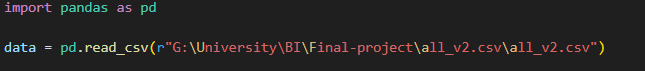 import pandas as pd
data = pd.read_csv(r"G:\University\BI\Final-project\all_v2.csv\all_v2.csv")